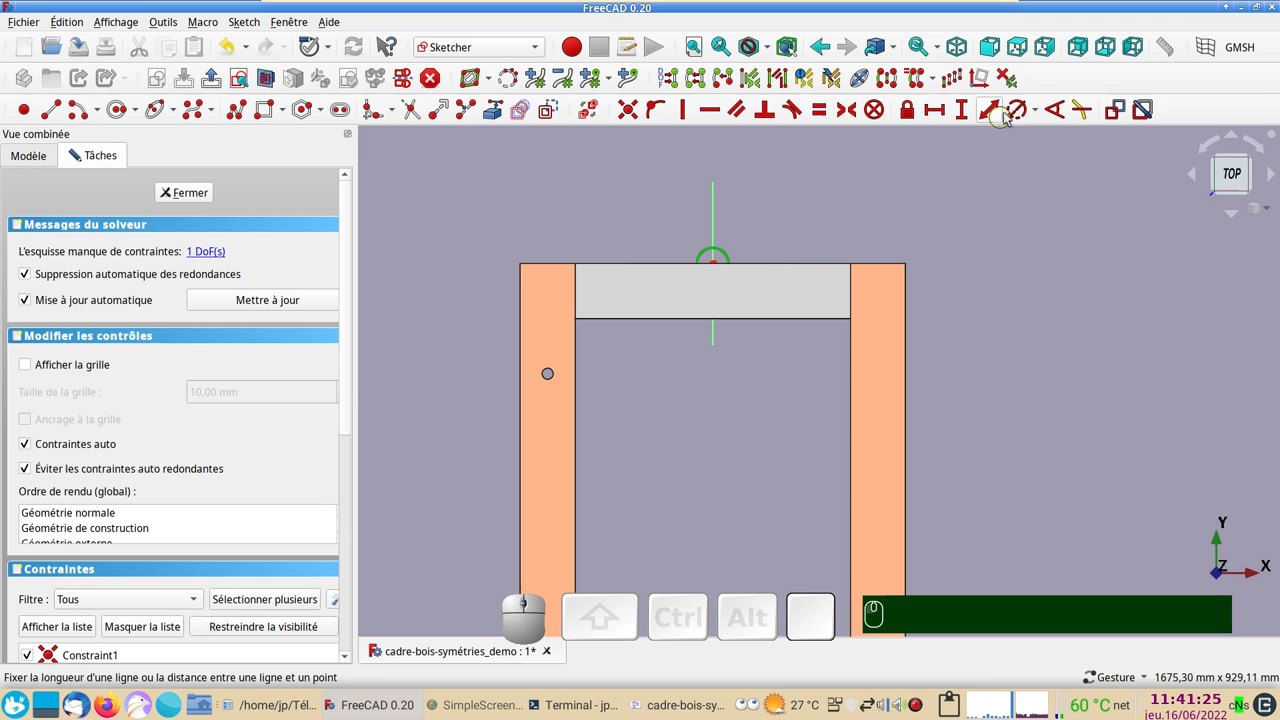 FreeCAD 0.20
Fichier Édition Affichage Outils Macro Sketch Fenêtre Aide
Sketcher
GMSH
Vue combinée
Modèle Tâches
Fermer
Messages du solveur
L'esquisse manque de contraintes: 1 DoF(s)
Suppression automatique des redondances
Mise à jour automatique Mettre à jour
Modifier les contrôles
Afficher la grille
Taille de la grille : 10,00 mm
Ancrage à la grille
Contraintes auto
Éviter les contraintes auto redondantes
Ordre de rendu (global) :
Géométrie normale
Géométrie de construction
Géométrie externe
Contraintes
Filtre : Tous Sélectionner plusieurs
Afficher la liste Masquer la liste Restreindre la visibilité
Constraint1
TOP
Y
Z X
Ctrl Alt
cadre-bois-symétries_demo : 1*
Fixer la longueur d'une ligne ou la distance entre une ligne et un point
Gesture 1675,30 mm x 929,11 mm
/home/jp/Tél... FreeCAD 0.20 SimpleScreen... Terminal - jp... cadre-bois-sy... 27 °C 60 °C net 11:41:25
jeu.16/06/2022